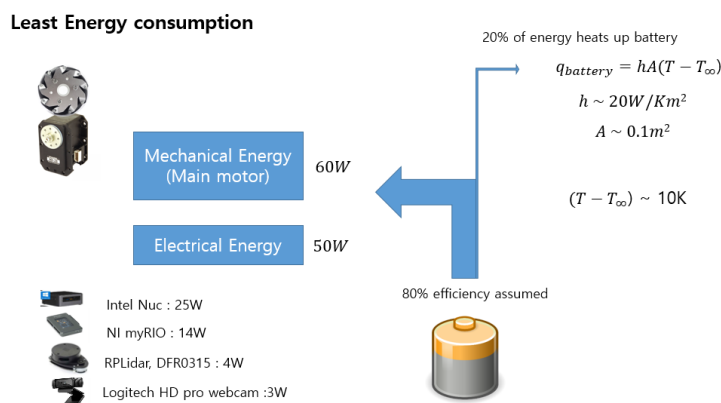 Least Energy consumption
20% of energy heats up battery
q_battery = hA(T − T∞)
h ~ 20W/Km²
A ~ 0.1m²
(T − T∞) ~ 10K
Mechanical Energy
(Main motor)
60W
Electrical Energy
50W
80% efficiency assumed
Intel Nuc : 25W
NI myRIO : 14W
RPLidar, DFR0315 : 4W
Logitech HD pro webcam :3W